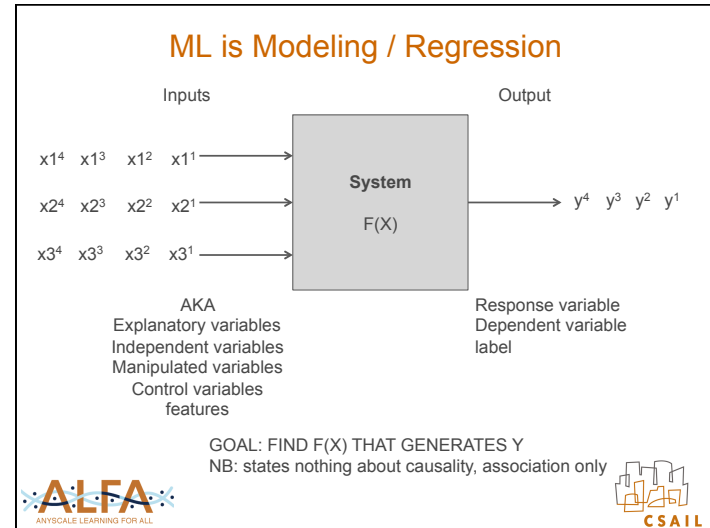 ML is Modeling / Regression
Inputs
Output
x1⁴ x1³ x1² x1¹
x2⁴ x2³ x2² x2¹
x3⁴ x3³ x3² x3¹
System
F(X)
y⁴ y³ y² y¹
AKA
Explanatory variables
Independent variables
Manipulated variables
Control variables
features
Response variable
Dependent variable
label
GOAL: FIND F(X) THAT GENERATES Y
NB: states nothing about causality, association only
ALFA
ANYSCALE LEARNING FOR ALL
CSAIL